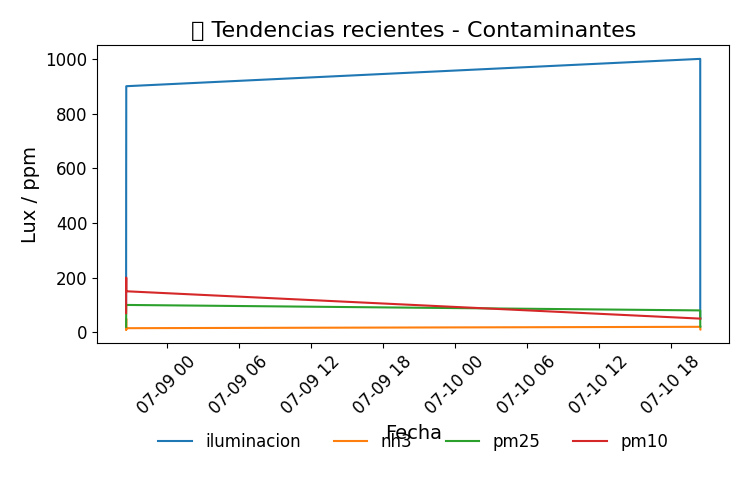 Tendencias recientes - Contaminantes
Lux / ppm
1000
800
600
400
200
0
07-09 00
07-09 06
07-09 12
07-09 18
07-10 00
07-10 06
07-10 12
07-10 18
Fecha
iluminacion
nh3
pm25
pm10